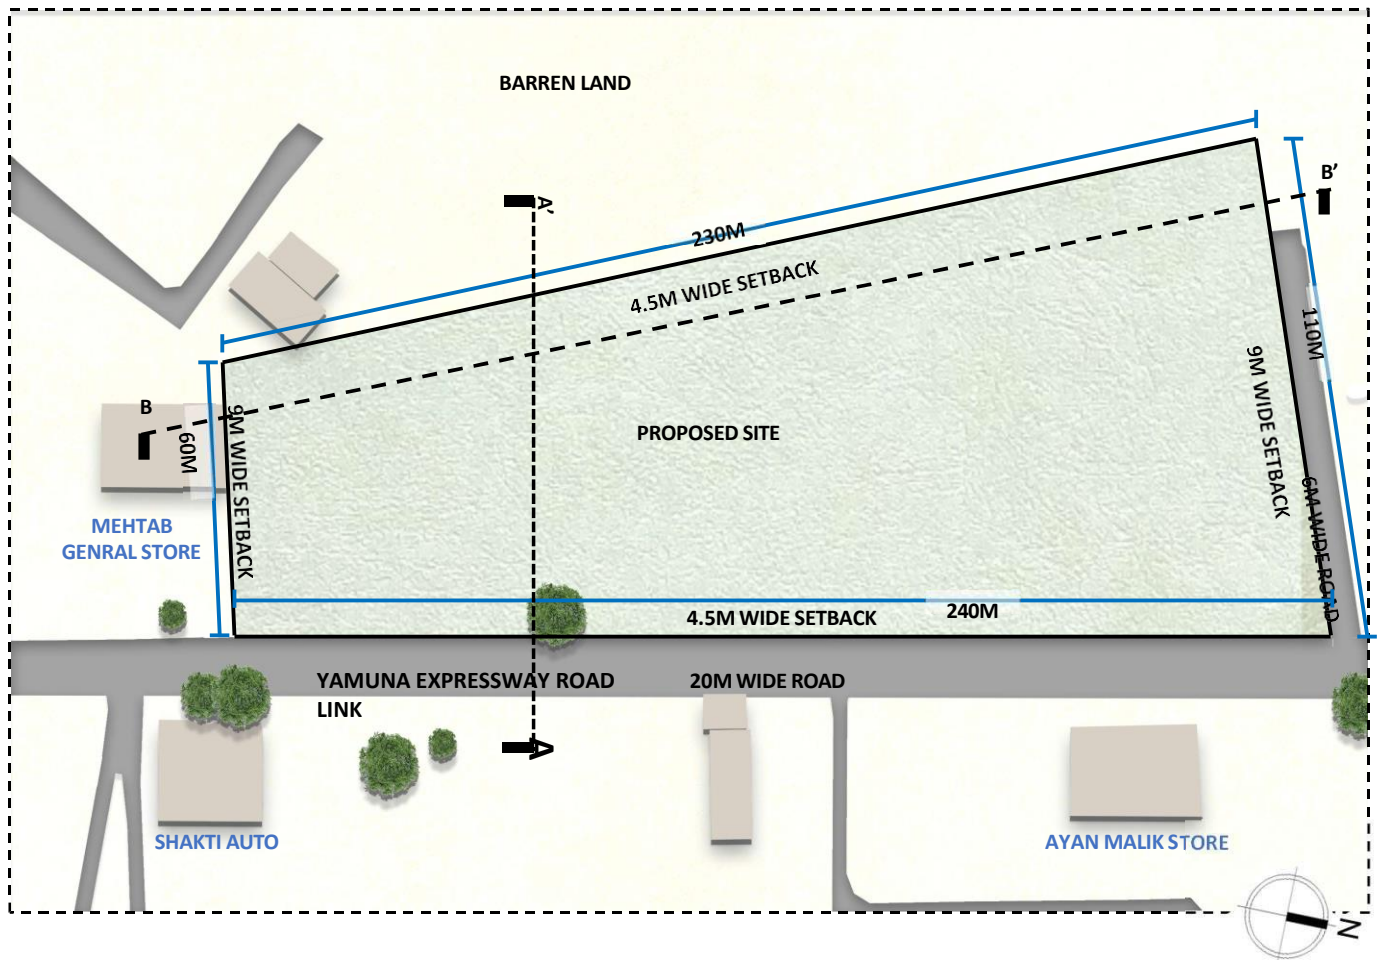 BARREN LAND
A'
B'
230M
4.5M WIDE SETBACK
110M
9M WIDE SETBACK
B
60M
9M WIDE SETBACK
PROPOSED SITE
6M WIDE ROAD
MEHTAB
GENRAL STORE
240M
4.5M WIDE SETBACK
YAMUNA EXPRESSWAY ROAD
LINK
20M WIDE ROAD
A
SHAKTI AUTO
AYAN MALIK STORE
N